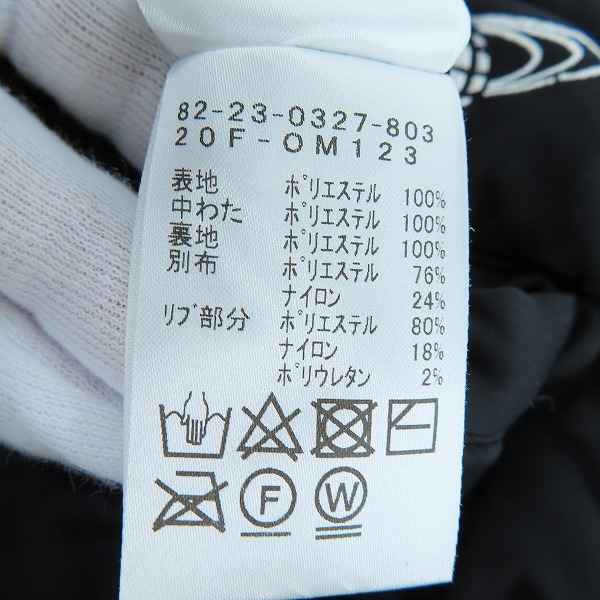 82-23-0327-803
20F-OM123
表地 ポリエステル 100%
中わた ポリエステル 100%
裏地 ポリエステル 100%
別布 ポリエステル 76%
ナイロン 24%
リブ部分 ポリエステル 80%
ナイロン 18%
ポリウレタン 2%
F W